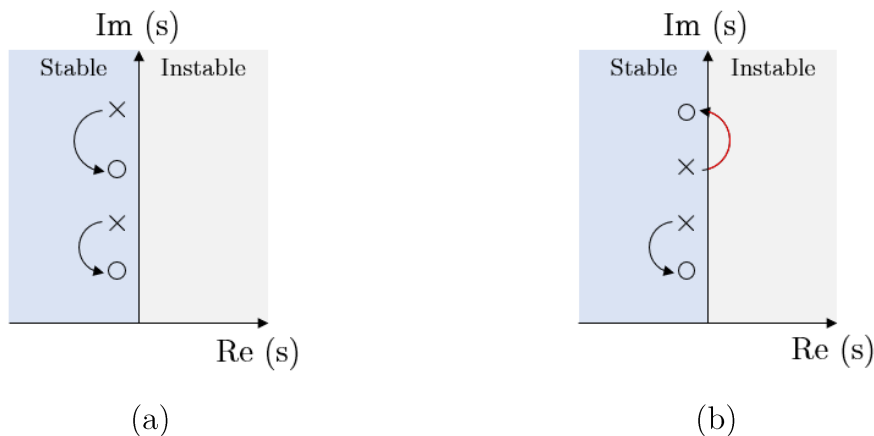 Im (s)
Stable
Instable
Re (s)
(a)
Im (s)
Stable
Instable
Re (s)
(b)